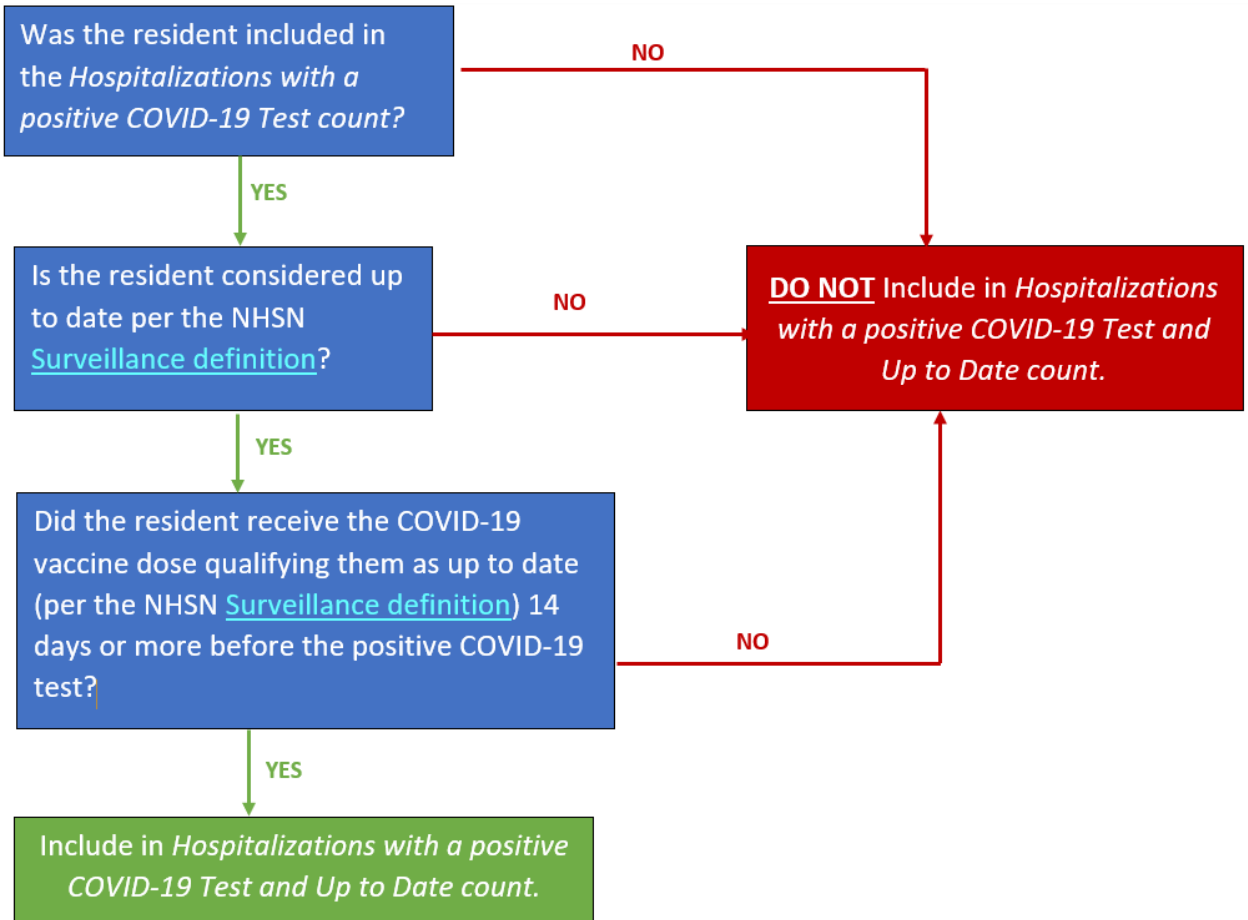 Was the resident included in
the Hospitalizations with a
positive COVID-19 Test count?
NO
YES
Is the resident considered up
to date per the NHSN
Surveillance definition?
NO
DO NOT Include in Hospitalizations
with a positive COVID-19 Test and
Up to Date count.
YES
Did the resident receive the COVID-19
vaccine dose qualifying them as up to date
(per the NHSN Surveillance definition) 14
days or more before the positive COVID-19
test?
NO
YES
Include in Hospitalizations with a positive
COVID-19 Test and Up to Date count.